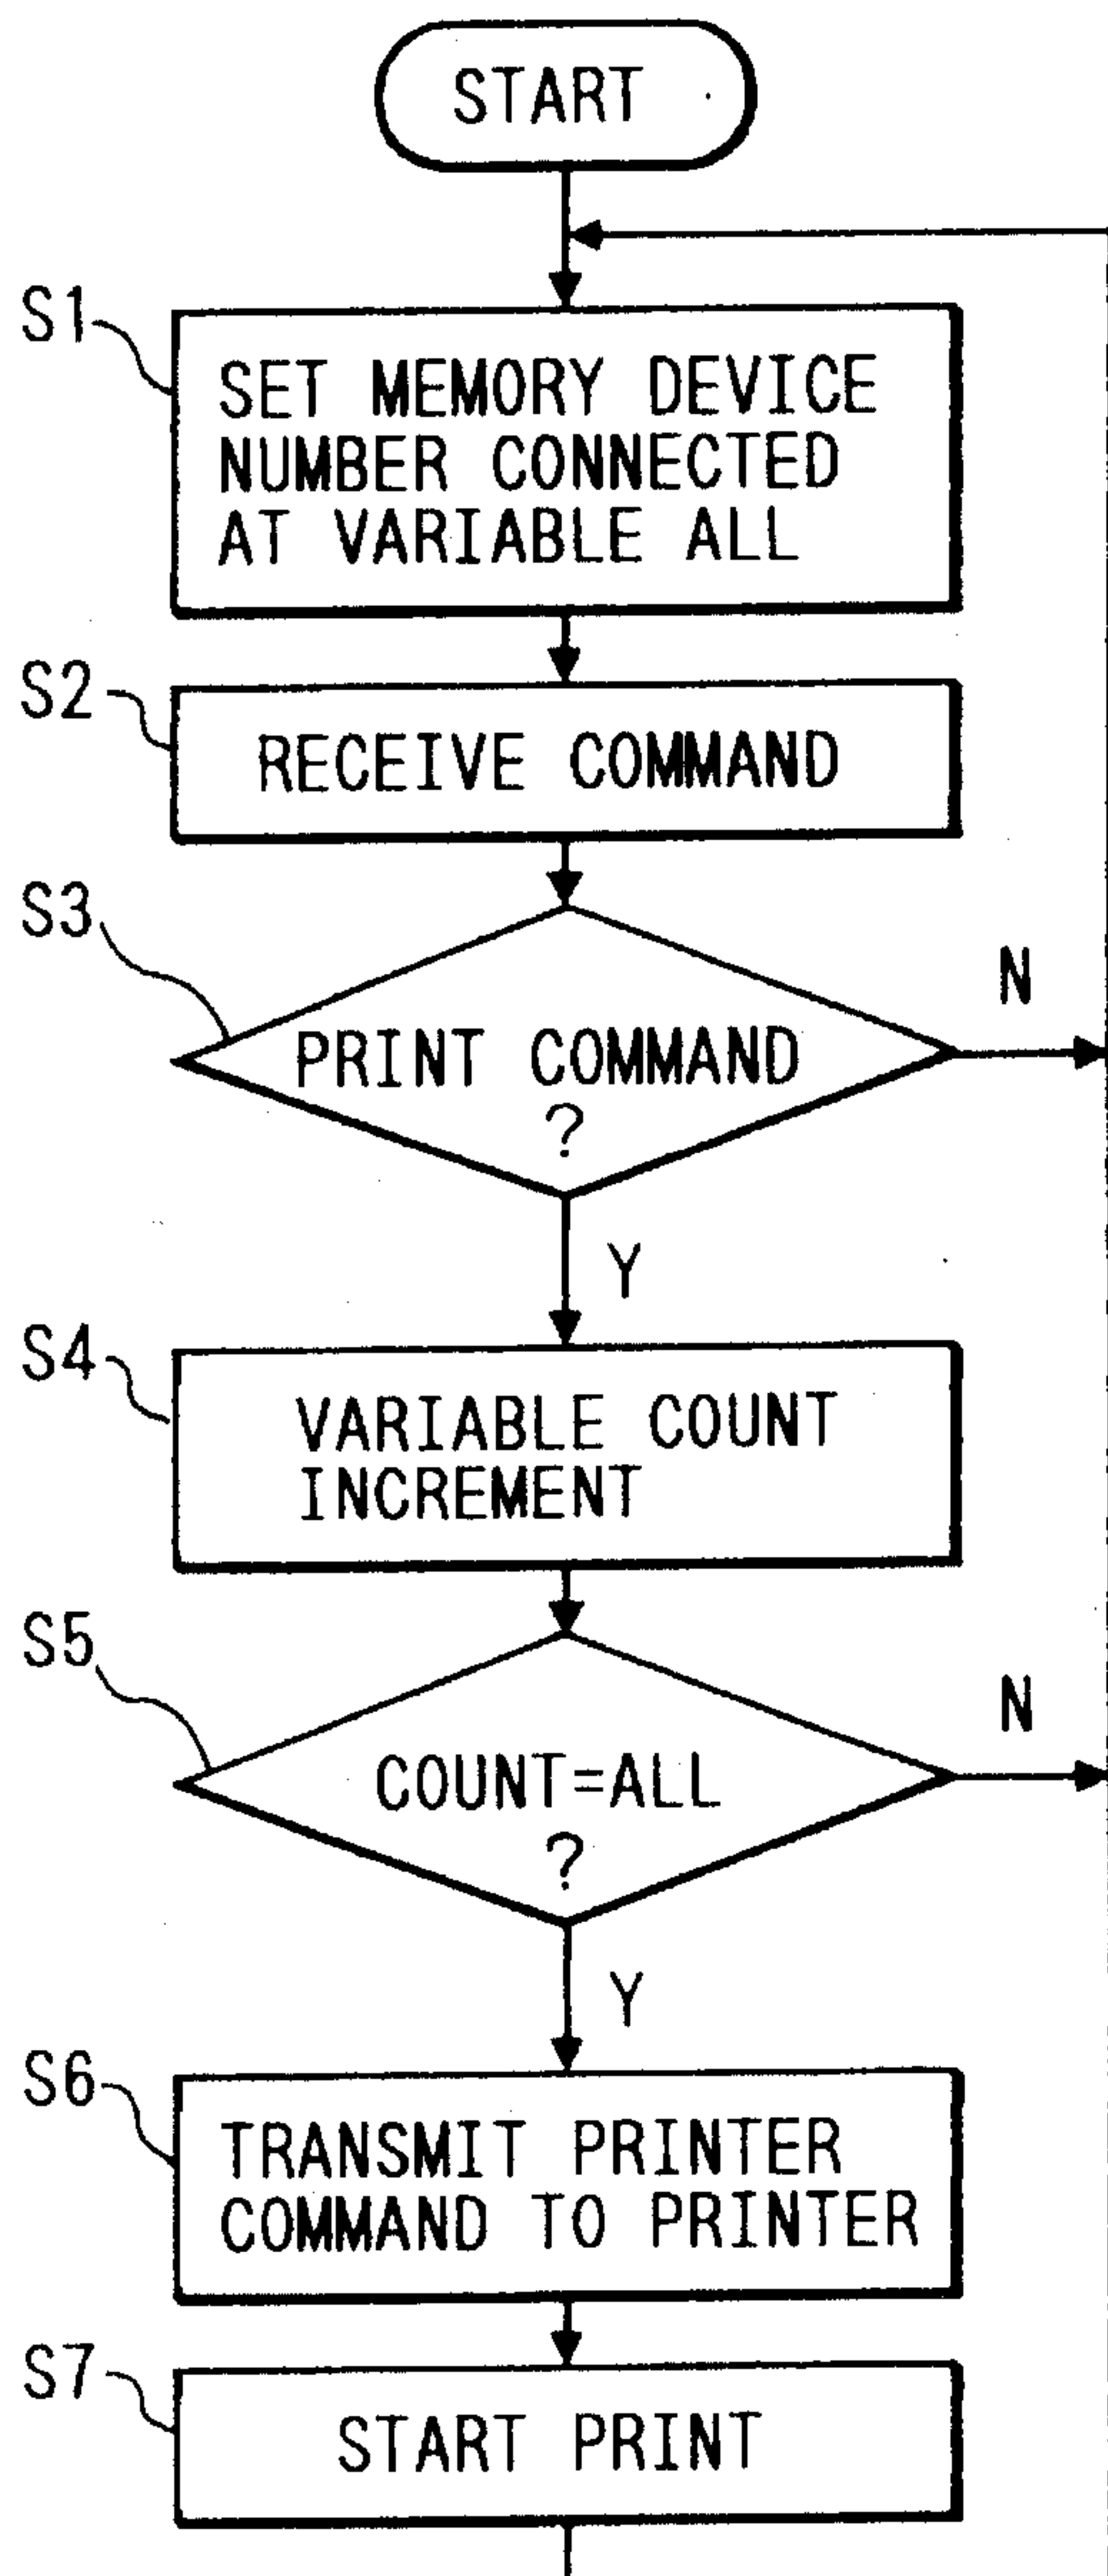 START
S1
SET MEMORY DEVICE
NUMBER CONNECTED
AT VARIABLE ALL
S2
RECEIVE COMMAND
S3
PRINT COMMAND
?
N
Y
S4
VARIABLE COUNT
INCREMENT
S5
COUNT=ALL
?
N
Y
S6
TRANSMIT PRINTER
COMMAND TO PRINTER
S7
START PRINT